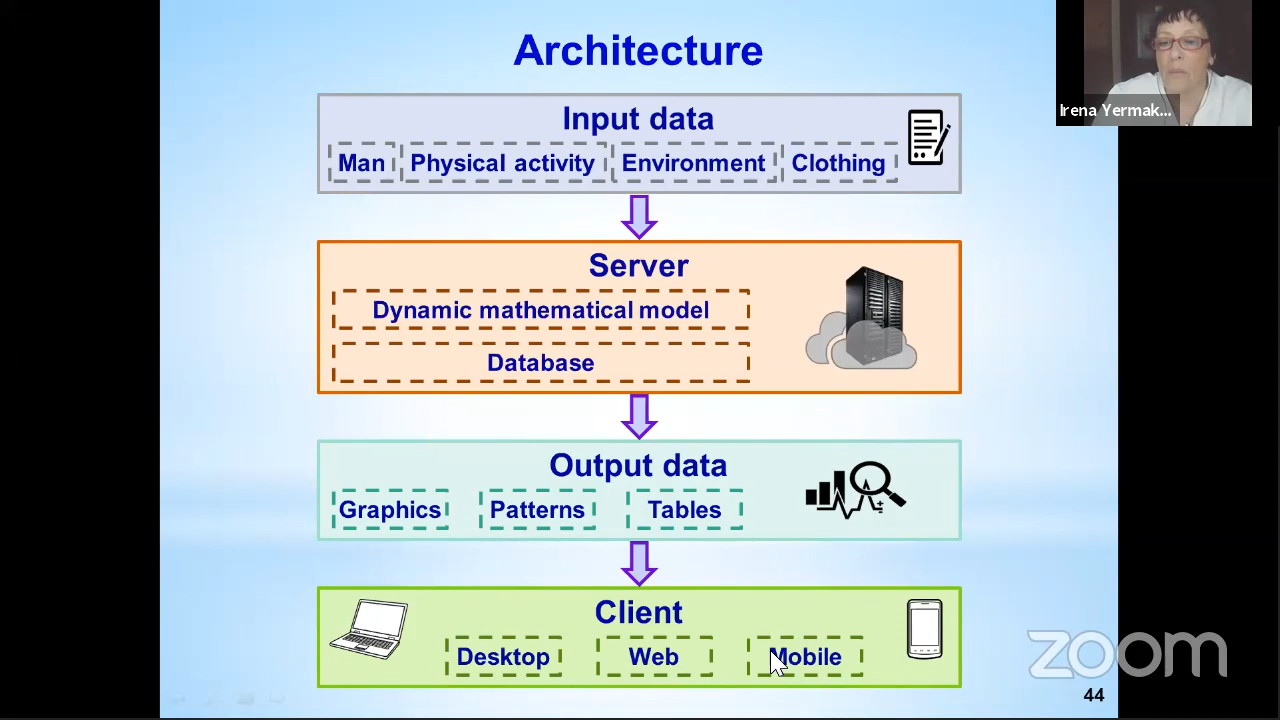 Architecture
Input data
Man Physical activity Environment Clothing
Server
Dynamic mathematical model
Database
Output data
Graphics Patterns Tables
Client
Desktop Web Mobile
44
Irena Yermak...
zoom